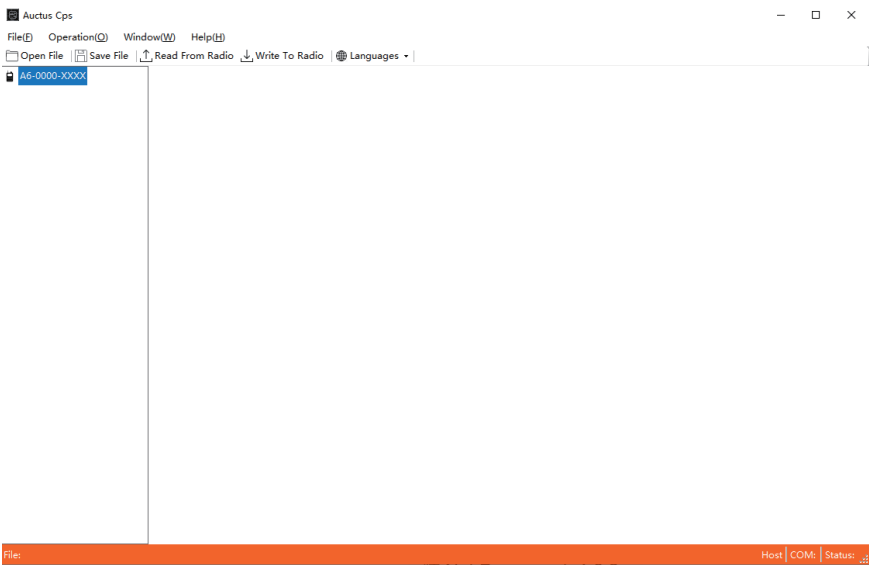 Auctus Cps
File(F) Operation(O) Window(W) Help(H)
Open File Save File Read From Radio Write To Radio Languages
A6-0000-XXXX
File: Host COM: Status: